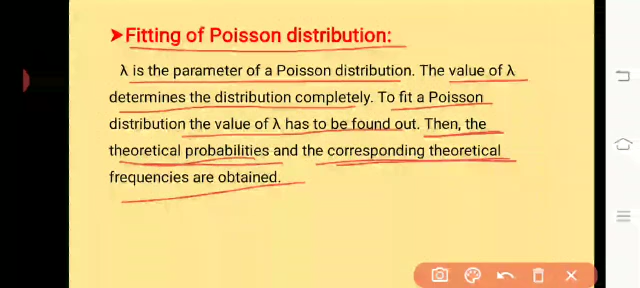 ➤Fitting of Poisson distribution:
λ is the parameter of a Poisson distribution. The value of λ
determines the distribution completely. To fit a Poisson
distribution the value of λ has to be found out. Then, the
theoretical probabilities and the corresponding theoretical
frequencies are obtained.